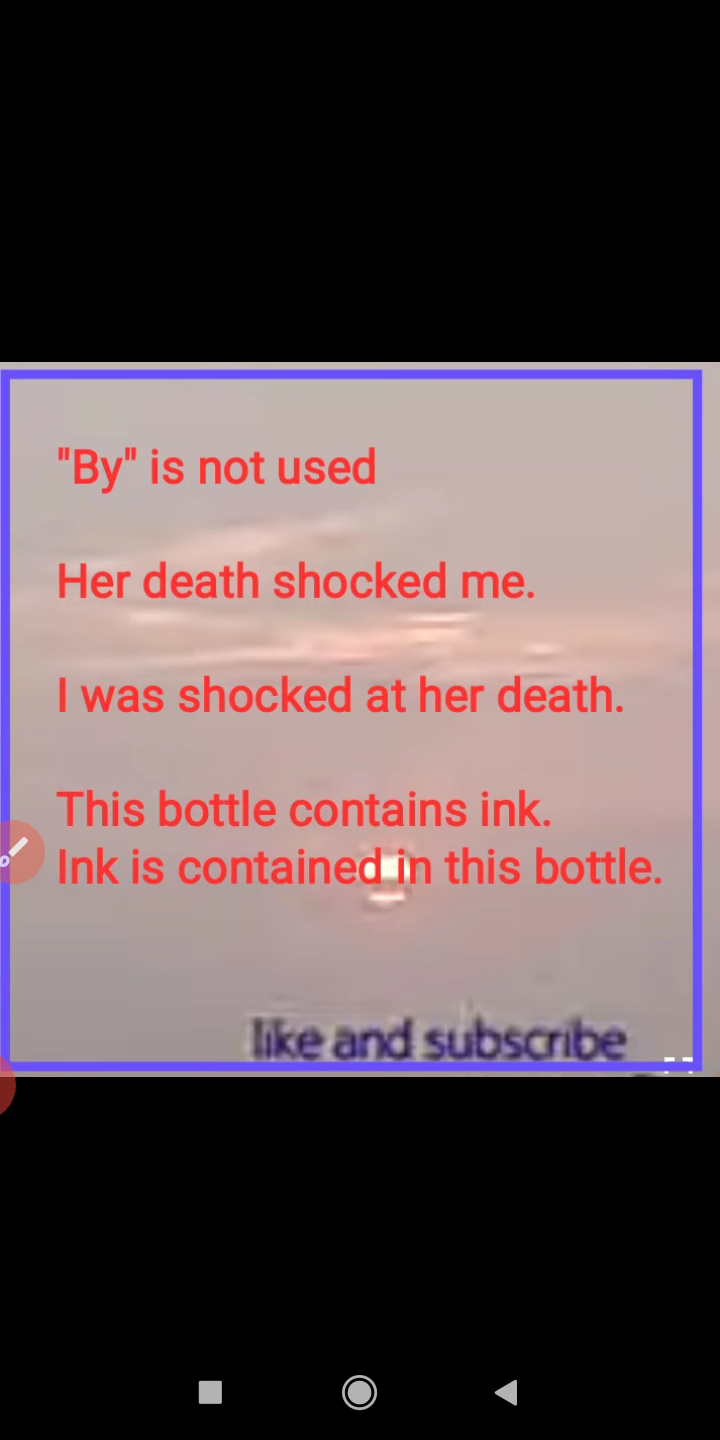 "By" is not used
Her death shocked me.
I was shocked at her death.
This bottle contains ink.
Ink is contained in this bottle.
like and subscribe